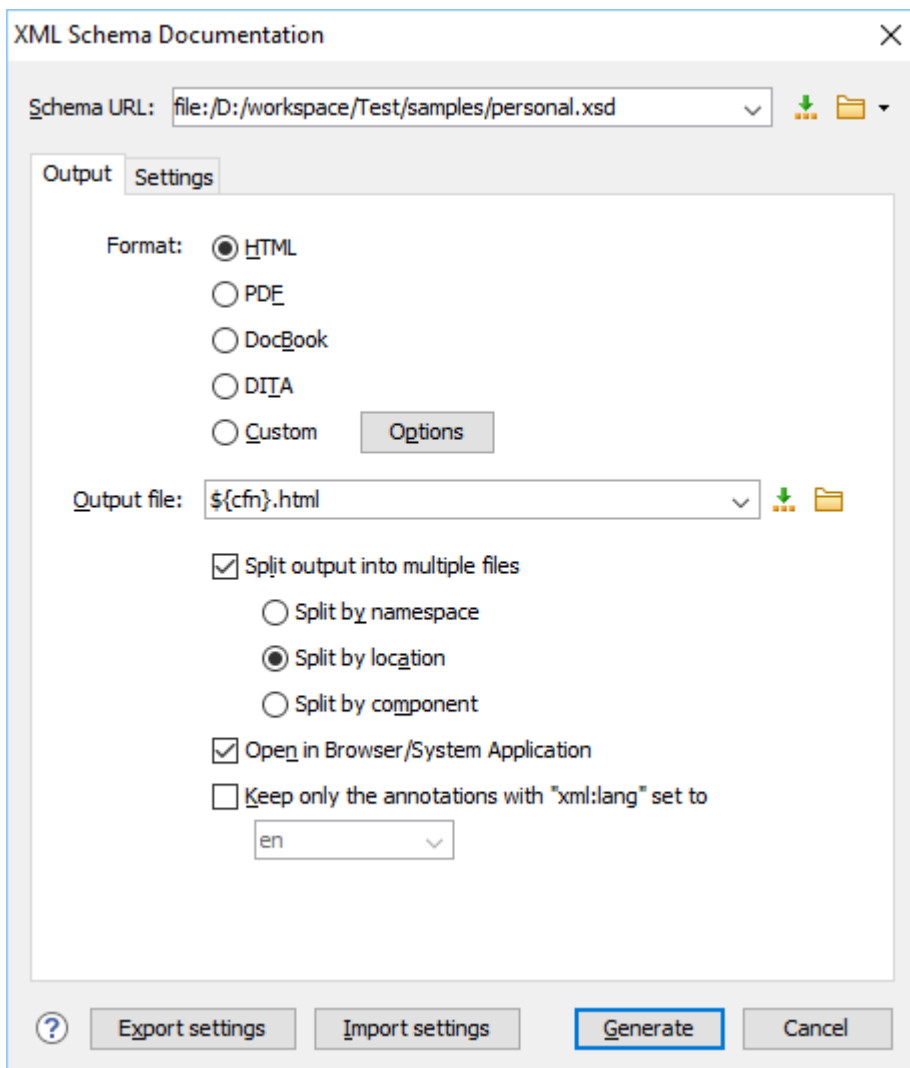 XML Schema Documentation
Schema URL: file:/D:/workspace/Test/samples/personal.xsd
Output Settings
Format: HTML
PDF
DocBook
DITA
Custom Options
Output file: ${cfn}.html
Split output into multiple files
Split by namespace
Split by location
Split by component
Open in Browser/System Application
Keep only the annotations with "xml:lang" set to
en
? Export settings Import settings Generate Cancel